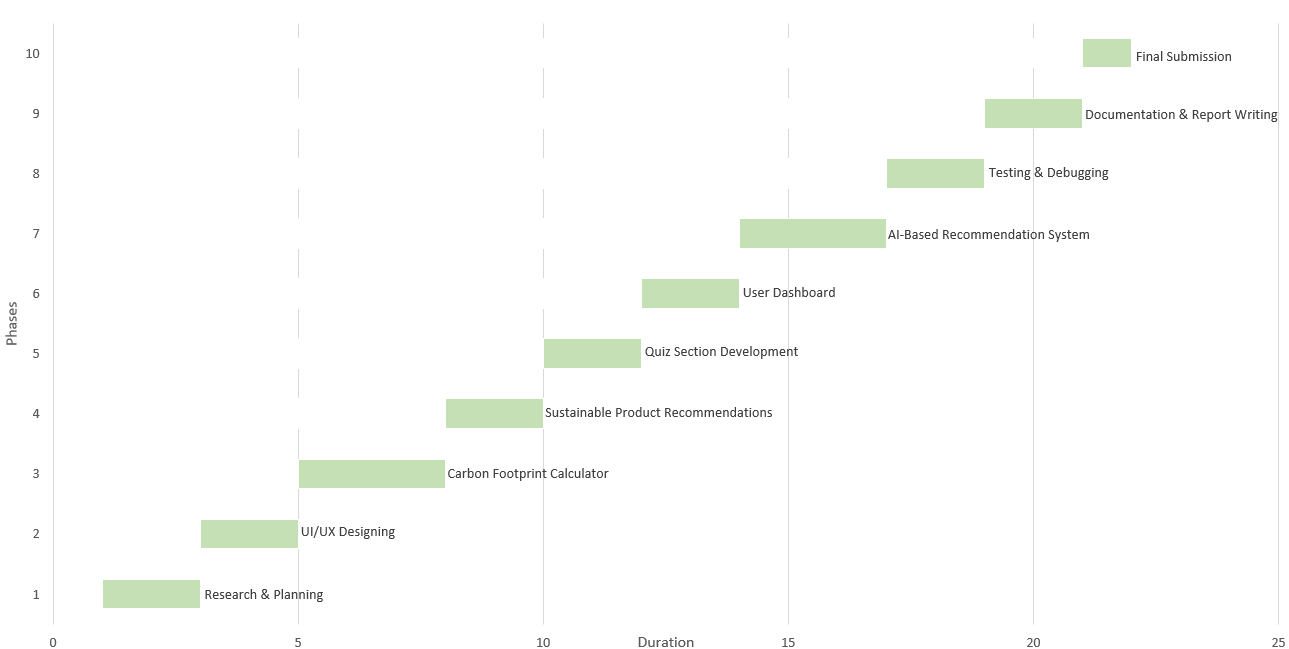 10
Final Submission
9
Documentation & Report Writing
8
Testing & Debugging
7
AI-Based Recommendation System
6
User Dashboard
5
Quiz Section Development
4
Sustainable Product Recommendations
3
Carbon Footprint Calculator
2
UI/UX Designing
1
Research & Planning
Phases
0 5 10 15 20 25
Duration